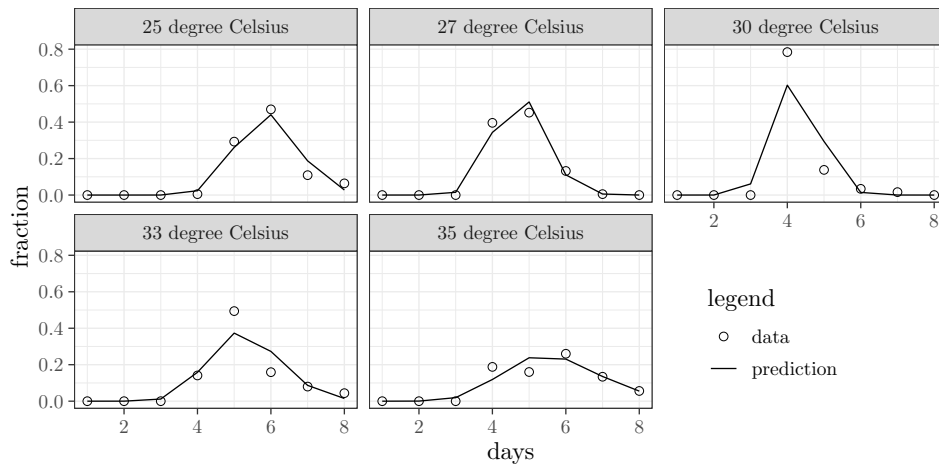 25 degree Celsius
27 degree Celsius
30 degree Celsius
0.8
0.6
0.4
0.2
0.0
2 4 6 8
33 degree Celsius
35 degree Celsius
0.8
0.6
0.4
0.2
0.0
2 4 6 8
2 4 6 8
fraction
days
legend
data
prediction